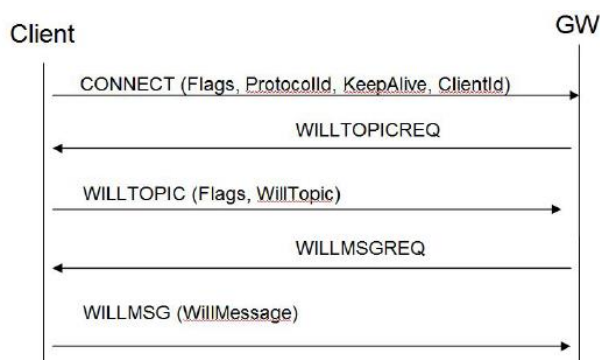 Client
GW
CONNECT (Flags, ProtocolId, KeepAlive, ClientId)
WILLTOPICREQ
WILLTOPIC (Flags, WillTopic)
WILLMSGREQ
WILLMSG (WillMessage)